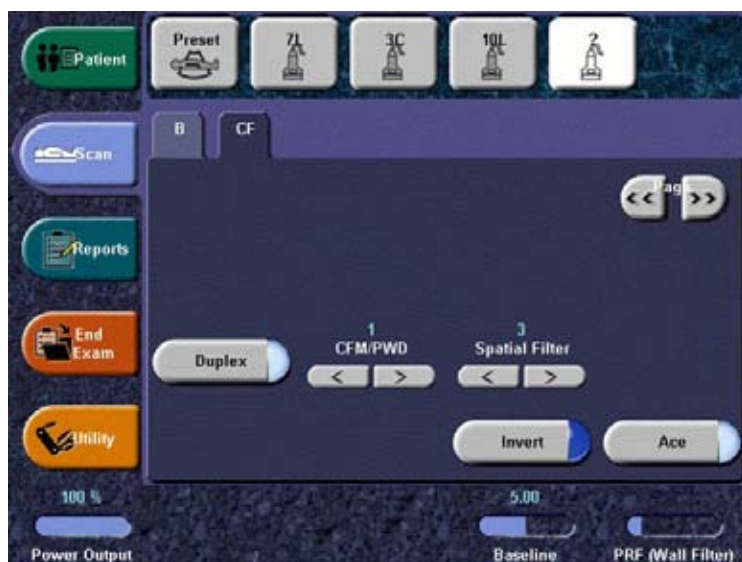 Patient
Preset
7L
3C
10L
2
Scan
B
CF
Page
<<
>>
Reports
End
Exam
1
CFM/PWD
<
>
3
Spatial Filter
<
>
Duplex
Utility
Invert
Ace
100 %
Power Output
5.00
Baseline
PRF (Wall Filter)